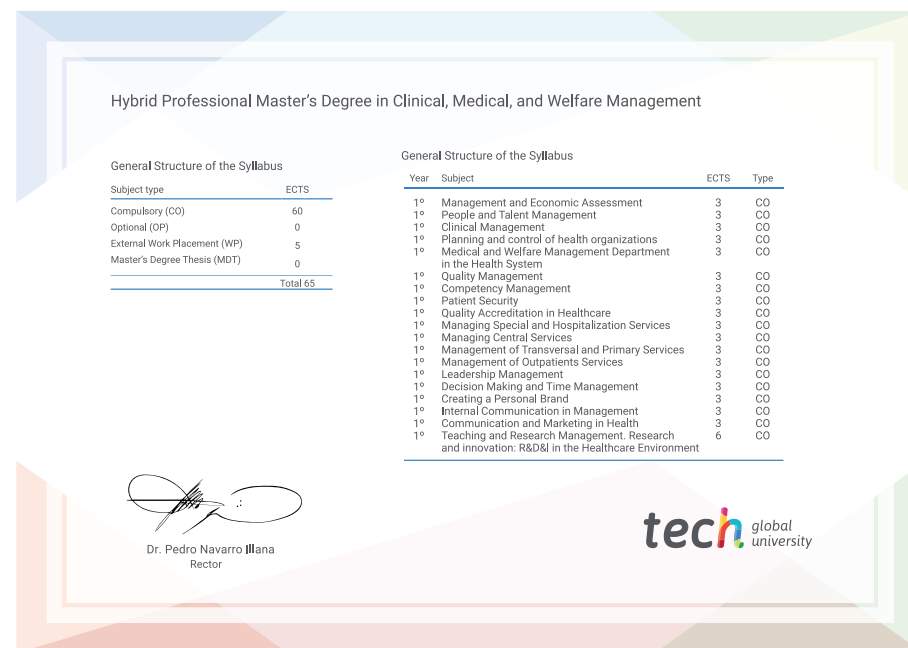 Hybrid Professional Master's Degree in Clinical, Medical, and Welfare Management
General Structure of the Syllabus
Subject type ECTS
Compulsory (CO) 60
Optional (OP) 0
External Work Placement (WP) 5
Master's Degree Thesis (MDT) 0
Total 65
General Structure of the Syllabus
Year Subject ECTS Type
1º Management and Economic Assessment 3 CO
1º People and Talent Management 3 CO
1º Clinical Management 3 CO
1º Planning and control of health organizations 3 CO
1º Medical and Welfare Management Department 3 CO
in the Health System
1º Quality Management 3 CO
1º Competency Management 3 CO
1º Patient Security 3 CO
1º Quality Accreditation in Healthcare 3 CO
1º Managing Special and Hospitalization Services 3 CO
1º Managing Central Services 3 CO
1º Management of Transversal and Primary Services 3 CO
1º Management of Outpatients Services 3 CO
1º Leadership Management 3 CO
1º Decision Making and Time Management 3 CO
1º Creating a Personal Brand 3 CO
1º Internal Communication in Management 3 CO
1º Communication and Marketing in Health 3 CO
1º Teaching and Research Management. Research 6 CO
and innovation: R&D&I in the Healthcare Environment
Dr. Pedro Navarro Illana
Rector
tech global
university